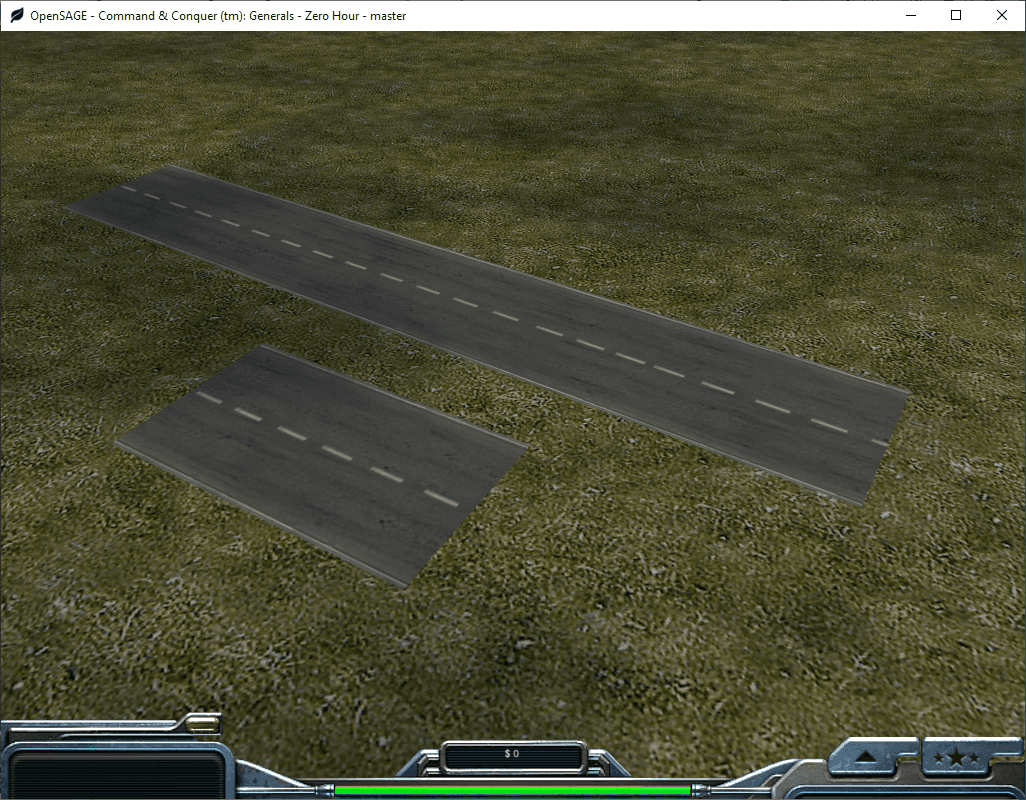 OpenSAGE - Command & Conquer (tm): Generals - Zero Hour - master
$ 0